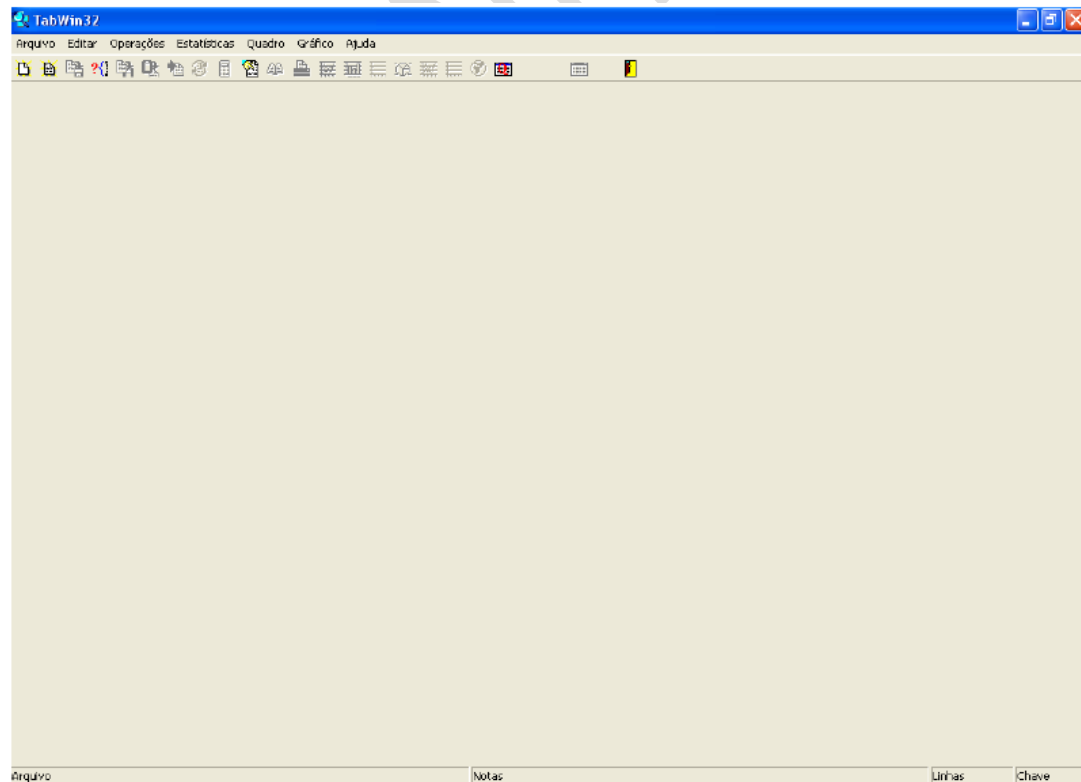 TabWin32
Arquivo Editar Operações Estatísticas Quadro Gráfico Ajuda
Arquivo Notas Linhas Chave